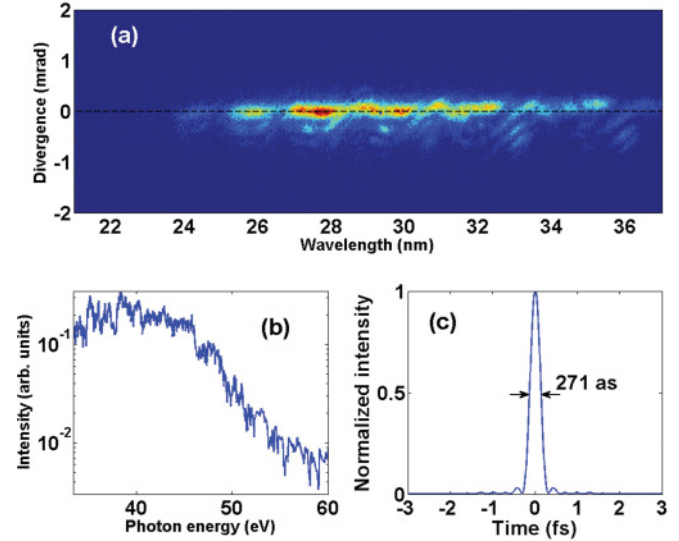 2
(a)
1
0
-1
-2
Divergence (mrad)
22 24 26 28 30 32 34 36
Wavelength (nm)
10⁻¹
10⁻²
Intensity (arb. units)
(b)
40 50 60
Photon energy (eV)
1
0.5
0
Normalized intensity
(c)
271 as
-3 -2 -1 0 1 2 3
Time (fs)